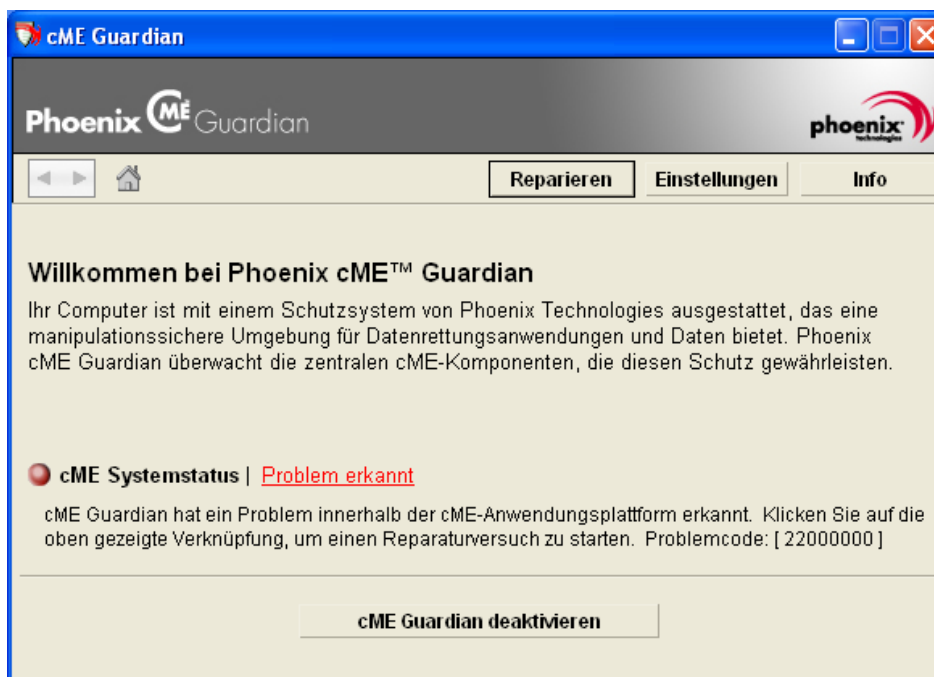 cME Guardian
Phoenix cME Guardian
phoenix
technologies
Reparieren Einstellungen Info
Willkommen bei Phoenix cME™ Guardian
Ihr Computer ist mit einem Schutzsystem von Phoenix Technologies ausgestattet, das eine
manipulationssichere Umgebung für Datenrettungsanwendungen und Daten bietet. Phoenix
cME Guardian überwacht die zentralen cME-Komponenten, die diesen Schutz gewährleisten.
cME Systemstatus | Problem erkannt
cME Guardian hat ein Problem innerhalb der cME-Anwendungsplattform erkannt. Klicken Sie auf die
oben gezeigte Verknüpfung, um einen Reparaturversuch zu starten. Problemcode: [ 22000000 ]
cME Guardian deaktivieren